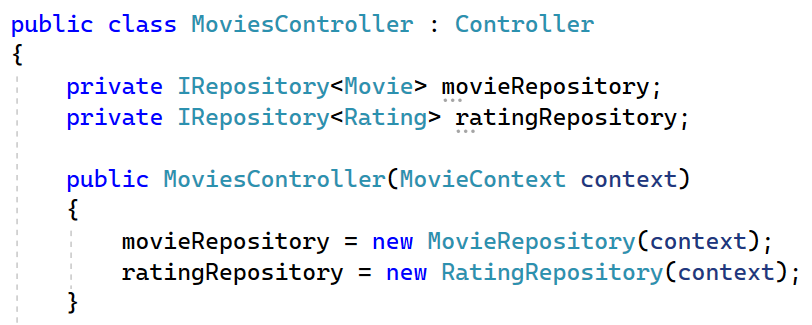 public class MoviesController : Controller
{
private IRepository<Movie> movieRepository;
private IRepository<Rating> ratingRepository;
public MoviesController(MovieContext context)
{
movieRepository = new MovieRepository(context);
ratingRepository = new RatingRepository(context);
}